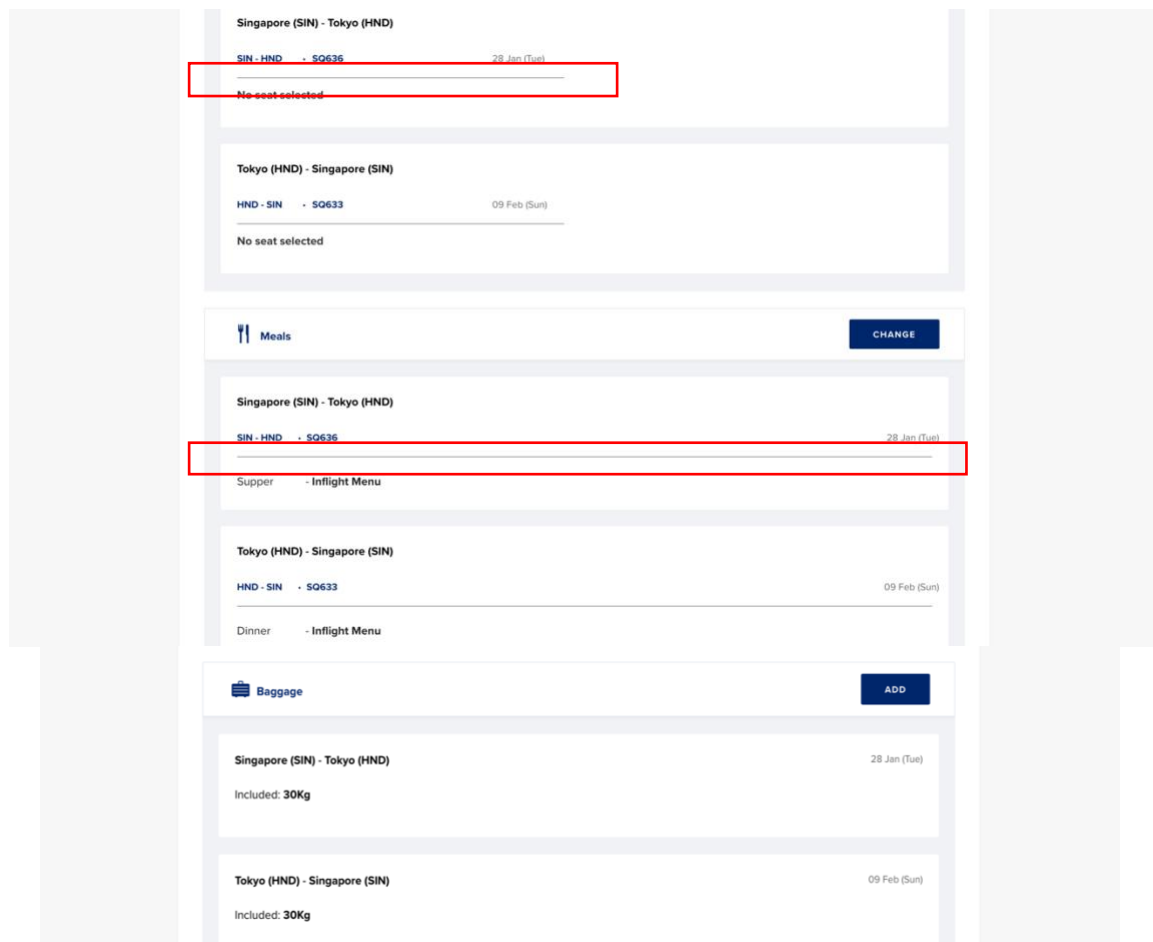 Singapore (SIN) - Tokyo (HND)
SIN - HND • SQ636 28 Jan (Tue)
No seat selected
Tokyo (HND) - Singapore (SIN)
HND - SIN • SQ633 09 Feb (Sun)
No seat selected
Meals CHANGE
Singapore (SIN) - Tokyo (HND)
SIN - HND • SQ636 28 Jan (Tue)
Supper - Inflight Menu
Tokyo (HND) - Singapore (SIN)
HND - SIN • SQ633 09 Feb (Sun)
Dinner - Inflight Menu
Baggage ADD
Singapore (SIN) - Tokyo (HND) 28 Jan (Tue)
Included: 30Kg
Tokyo (HND) - Singapore (SIN) 09 Feb (Sun)
Included: 30Kg